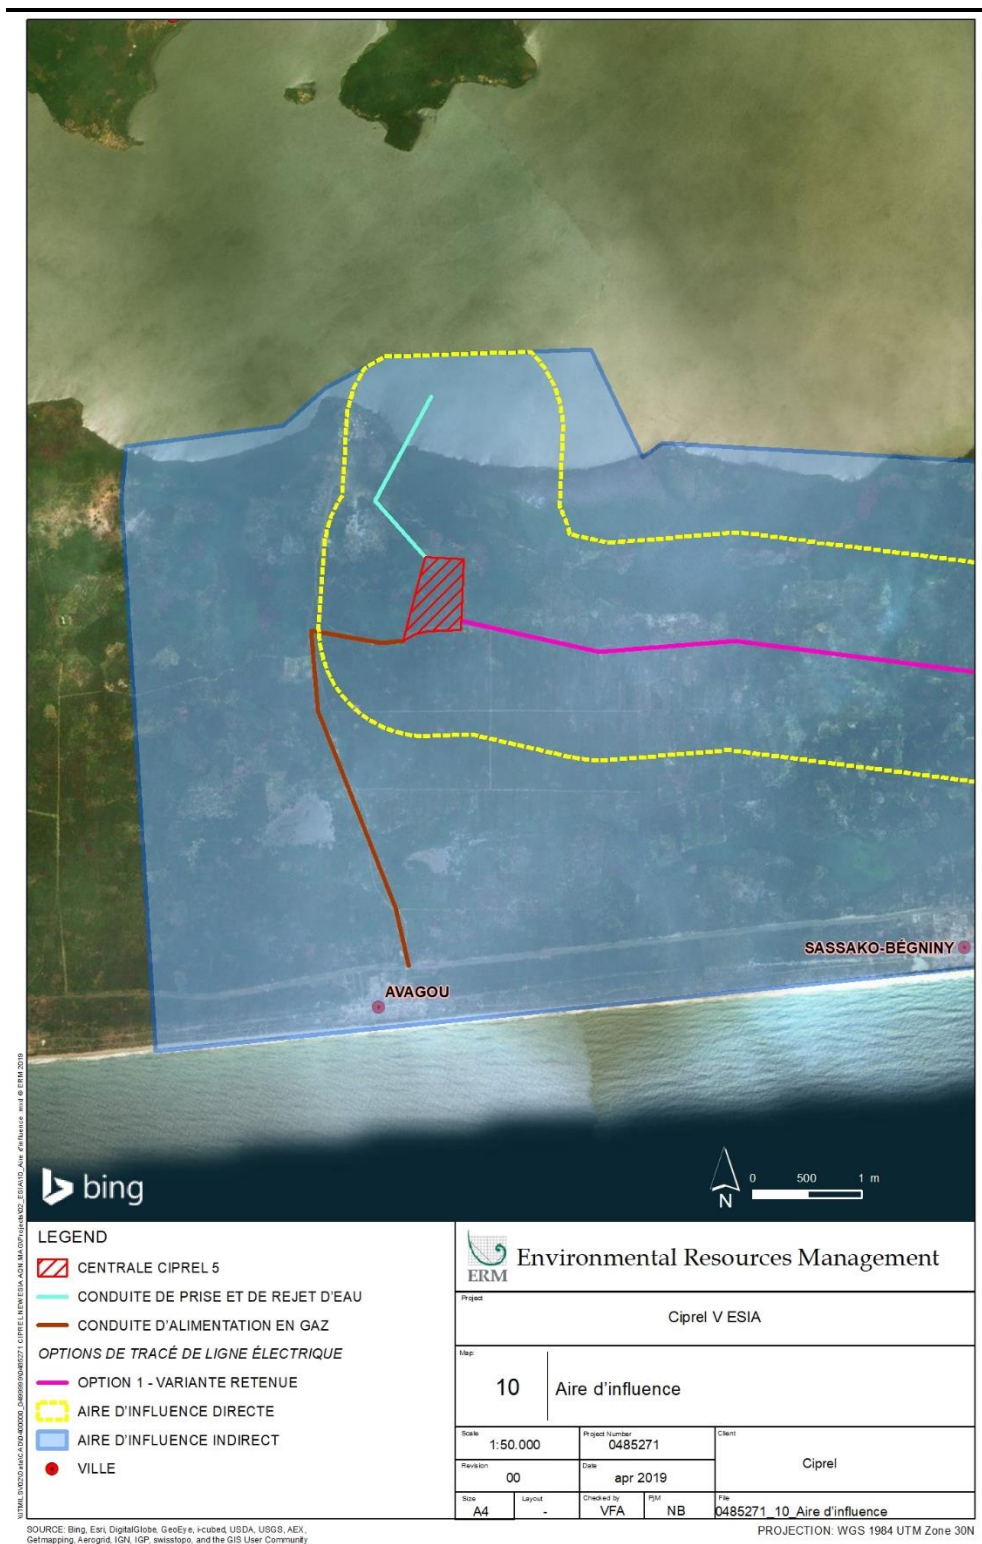 SASSAKO-BÉGNINY
AVAGOU
bing
0 500 1 m
N
LEGEND
CENTRALE CIPREL 5
CONDUITE DE PRISE ET DE REJET D'EAU
CONDUITE D'ALIMENTATION EN GAZ
OPTIONS DE TRACÉ DE LIGNE ÉLECTRIQUE
OPTION 1 - VARIANTE RETENUE
AIRE D'INFLUENCE DIRECTE
AIRE D'INFLUENCE INDIRECT
VILLE
ERM
Environmental Resources Management
Project
Ciprel V ESIA
Map:
10
Aire d'influence
Scale
1:50.000
Project Number
0485271
Client
Ciprel
Revision
00
Date
apr 2019
Size
A4
Layout
-
Checked by
VFA
PJM
NB
File
0485271_10_Aire d'influence
SOURCE: Bing, Esri, DigitalGlobe, GeoEye, i-cubed, USDA, USGS, AEX,
Getmapping, Aerogrid, IGN, IGP, swisstopo, and the GIS User Community
PROJECTION: WGS 1984 UTM Zone 30N